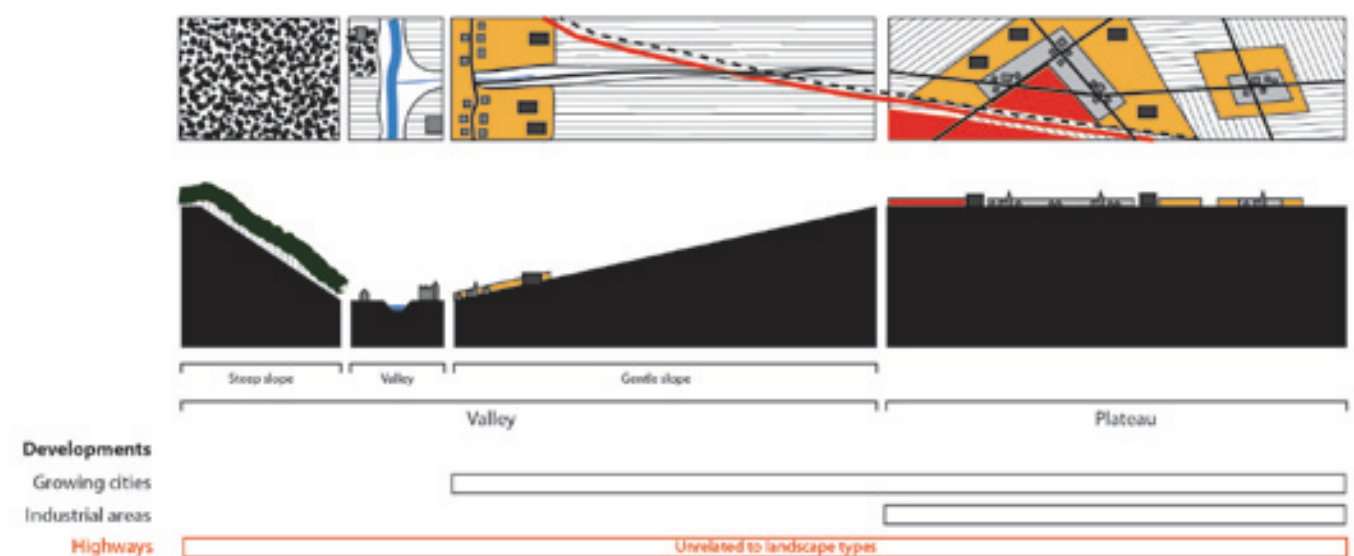 Steep slope
Valley
Gentle slope
Valley
Plateau
Developments
Growing cities
Industrial areas
Highways
Unrelated to landscape types